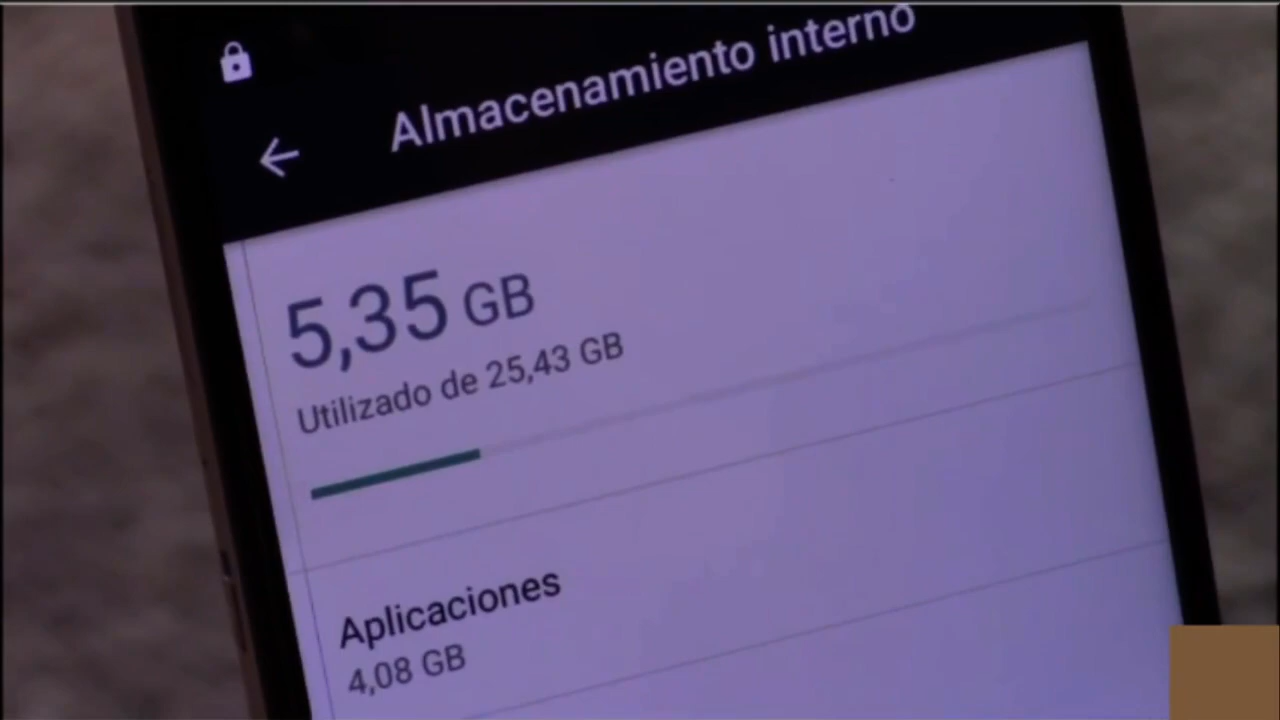 Almacenamiento interno
5,35 GB
Utilizado de 25,43 GB
Aplicaciones
4,08 GB